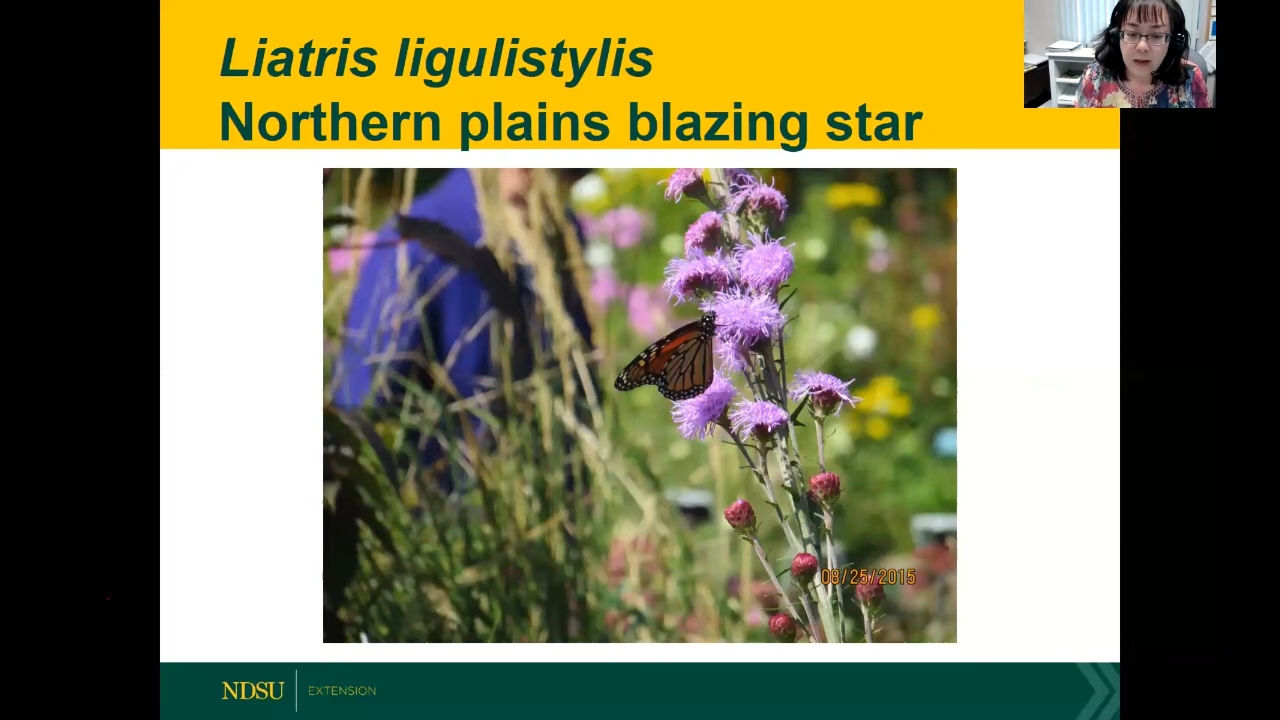 Liatris ligulistylis
Northern plains blazing star
08/25/2015
NDSU EXTENSION